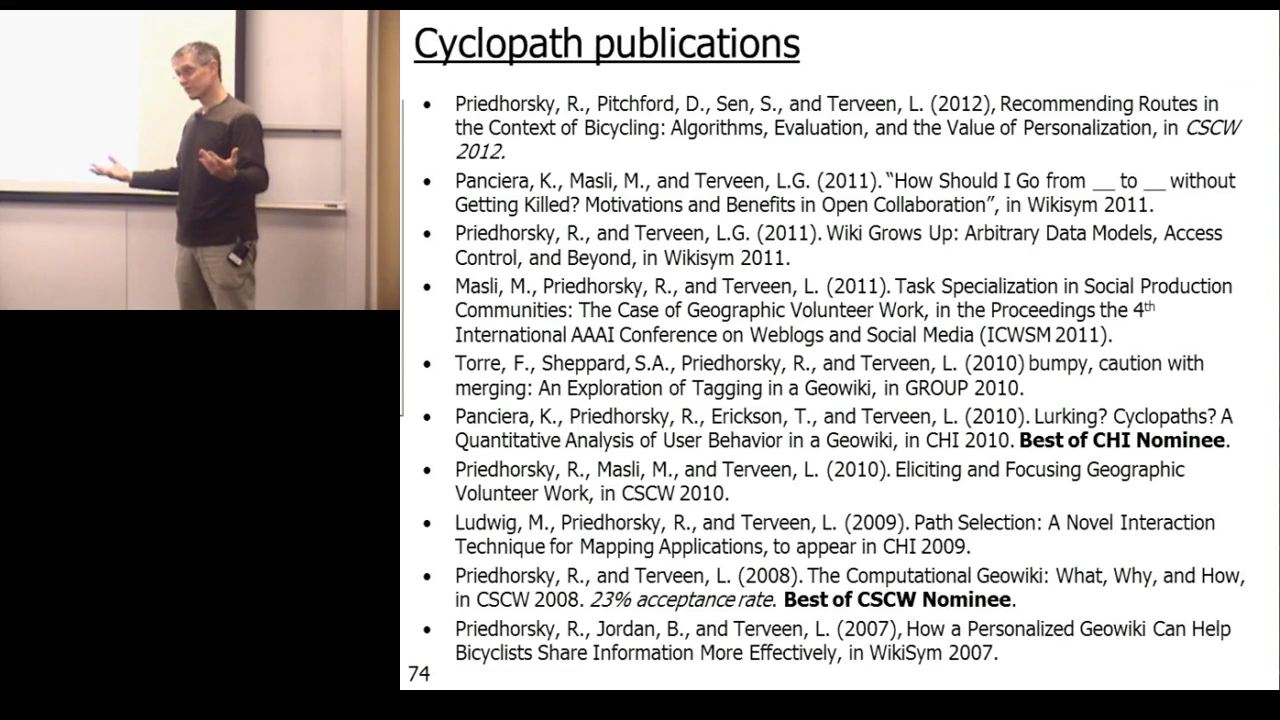 Cyclopath publications
• Priedhorsky, R., Pitchford, D., Sen, S., and Terveen, L. (2012), Recommending Routes in
the Context of Bicycling: Algorithms, Evaluation, and the Value of Personalization, in CSCW
2012.
• Panciera, K., Masli, M., and Terveen, L.G. (2011). “How Should I Go from __ to __ without
Getting Killed? Motivations and Benefits in Open Collaboration”, in Wikisym 2011.
• Priedhorsky, R., and Terveen, L.G. (2011). Wiki Grows Up: Arbitrary Data Models, Access
Control, and Beyond, in Wikisym 2011.
• Masli, M., Priedhorsky, R., and Terveen, L. (2011). Task Specialization in Social Production
Communities: The Case of Geographic Volunteer Work, in the Proceedings the 4th
International AAAI Conference on Weblogs and Social Media (ICWSM 2011).
• Torre, F., Sheppard, S.A., Priedhorsky, R., and Terveen, L. (2010) bumpy, caution with
merging: An Exploration of Tagging in a Geowiki, in GROUP 2010.
• Panciera, K., Priedhorsky, R., Erickson, T., and Terveen, L. (2010). Lurking? Cyclopaths? A
Quantitative Analysis of User Behavior in a Geowiki, in CHI 2010. Best of CHI Nominee.
• Priedhorsky, R., Masli, M., and Terveen, L. (2010). Eliciting and Focusing Geographic
Volunteer Work, in CSCW 2010.
• Ludwig, M., Priedhorsky, R., and Terveen, L. (2009). Path Selection: A Novel Interaction
Technique for Mapping Applications, to appear in CHI 2009.
• Priedhorsky, R., and Terveen, L. (2008). The Computational Geowiki: What, Why, and How,
in CSCW 2008. 23% acceptance rate. Best of CSCW Nominee.
• Priedhorsky, R., Jordan, B., and Terveen, L. (2007), How a Personalized Geowiki Can Help
Bicyclists Share Information More Effectively, in WikiSym 2007.
74